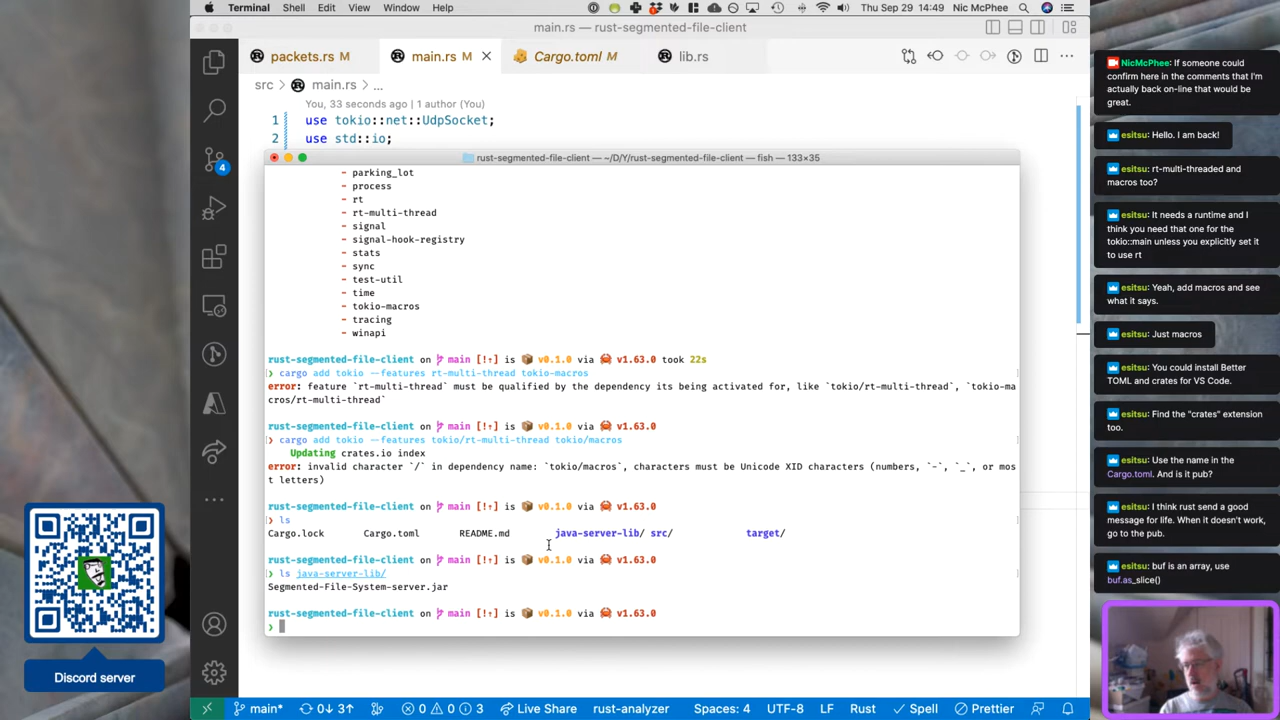 Terminal Shell Edit View Window Help
Thu Sep 29 14:49 Nic McPhee
main.rs — rust-segmented-file-client
packets.rs M
main.rs M
Cargo.toml M
lib.rs
src > main.rs > ...
You, 33 seconds ago | 1 author (You)
1 use tokio::net::UdpSocket;
2 use std::io;
rust-segmented-file-client — ~/D/Y/rust-segmented-file-client — fish — 133×35
- parking_lot
- process
- rt
- rt-multi-thread
- signal
- signal-hook-registry
- stats
- sync
- test-util
- time
- tokio-macros
- tracing
- winapi
rust-segmented-file-client on main [!⇡] is 📦 v0.1.0 via 🦀 v1.63.0 took 22s
❯ cargo add tokio --features rt-multi-thread tokio-macros
error: feature `rt-multi-thread` must be qualified by the dependency its being activated for, like `tokio/rt-multi-thread`, `tokio-ma
cros/rt-multi-thread`
rust-segmented-file-client on main [!⇡] is 📦 v0.1.0 via 🦀 v1.63.0
❯ cargo add tokio --features tokio/rt-multi-thread tokio/macros
Updating crates.io index
error: invalid character `/` in dependency name: `tokio/macros`, characters must be Unicode XID characters (numbers, `-`, `_`, or mos
t letters)
rust-segmented-file-client on main [!⇡] is 📦 v0.1.0 via 🦀 v1.63.0
❯ ls
Cargo.lock Cargo.toml README.md java-server-lib/ src/ target/
rust-segmented-file-client on main [!⇡] is 📦 v0.1.0 via 🦀 v1.63.0
❯ ls java-server-lib/
Segmented-File-System-server.jar
rust-segmented-file-client on main [!⇡] is 📦 v0.1.0 via 🦀 v1.63.0
❯
4
main* 0↓ 3↑ 0 0 3 Live Share rust-analyzer Spaces: 4 UTF-8 LF Rust Spell Prettier
Discord server
NicMcPhee: If someone could
confirm here in the comments that I'm
actually back on-line that would be
great.
esitsu: Hello. I am back!
esitsu: rt-multi-threaded and
macros too?
esitsu: It needs a runtime and I
think you need that one for the
tokio::main unless you explicitly set it
to use rt
esitsu: Yeah, add macros and see
what it says.
esitsu: Just macros
esitsu: You could install Better
TOML and crates for VS Code.
esitsu: Find the "crates" extension
too.
esitsu: Use the name in the
Cargo.toml. And is it pub?
esitsu: I think rust send a good
message for life. When it doesn't work,
go to the pub.
esitsu: buf is an array, use
buf.as_slice()